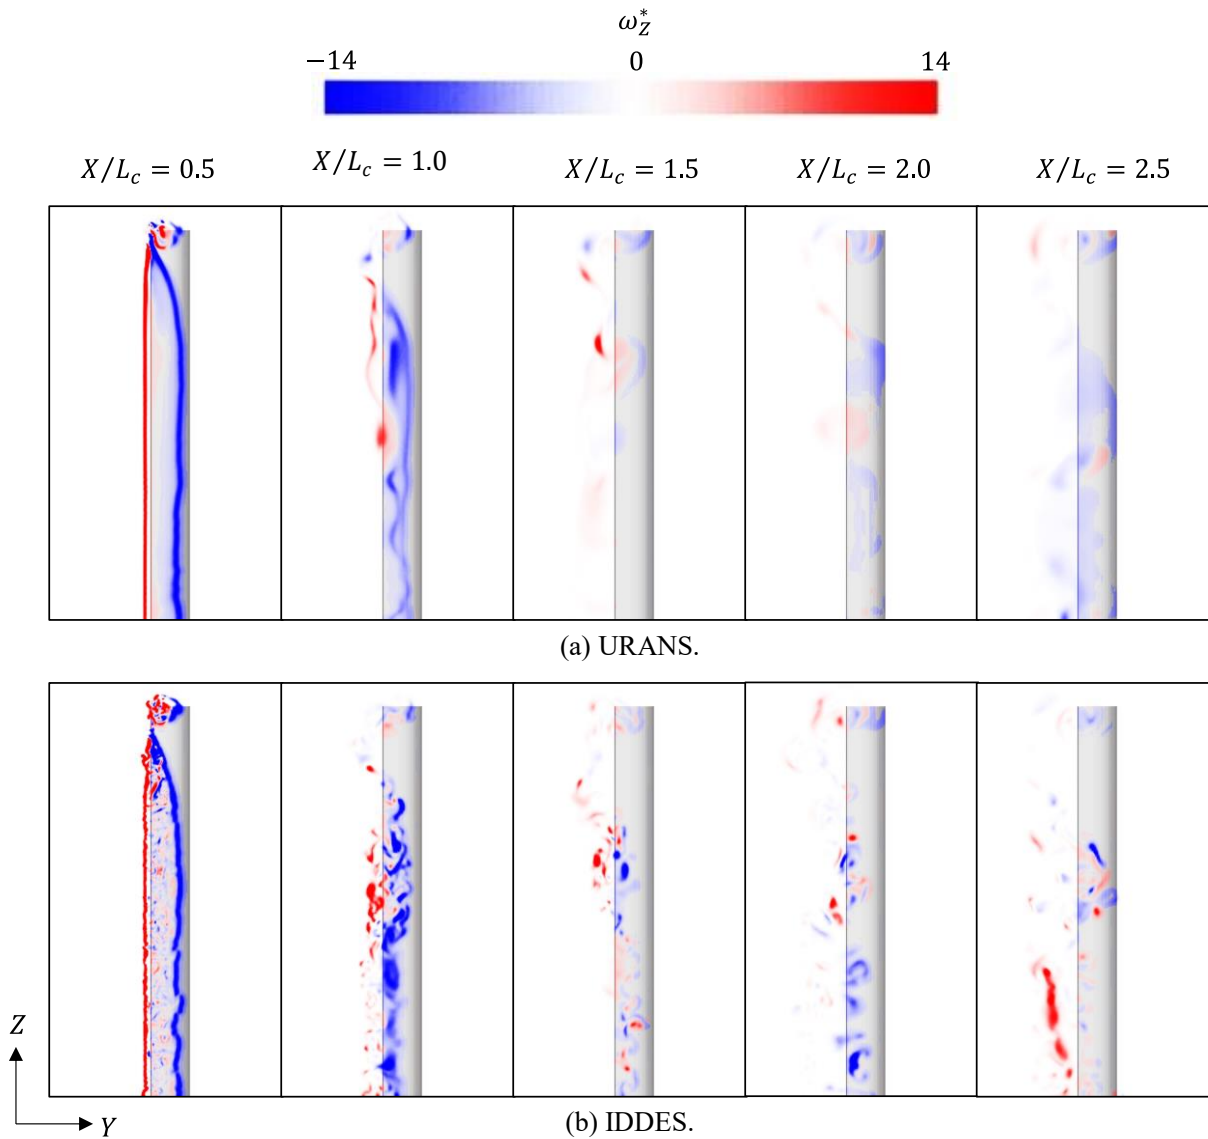 ω*Z
−14 0 14
X/Lc = 0.5 X/Lc = 1.0 X/Lc = 1.5 X/Lc = 2.0 X/Lc = 2.5
(a) URANS.
Z
Y
(b) IDDES.